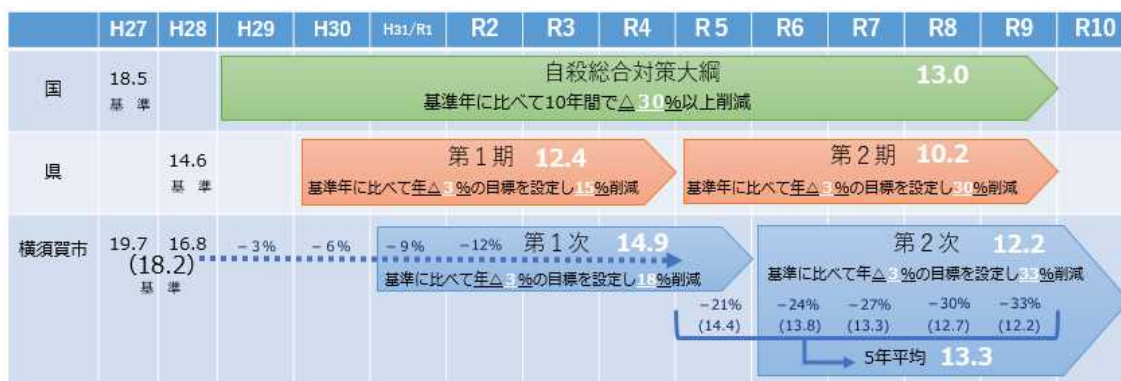 H27 H28 H29 H30 H31/R1 R2 R3 R4 R5 R6 R7 R8 R9 R10
国 18.5 自殺総合対策大綱 13.0
基 準 基準年に比べて10年間で△30%以上削減
県 14.6 第1期 12.4 第2期 10.2
基 準 基準年に比べて年△3%の目標を設定し15%削減 基準年に比べて年△3%の目標を設定し30%削減
横須賀市 19.7 16.8 －3% －6% －9% －12% 第1次 14.9 第2次 12.2
(18.2) 基準に比べて年△3%の目標を設定し18%削減 基準に比べて年△3%の目標を設定し33%削減
基 準
－21% －24% －27% －30% －33%
(14.4) (13.8) (13.3) (12.7) (12.2)
5年平均 13.3